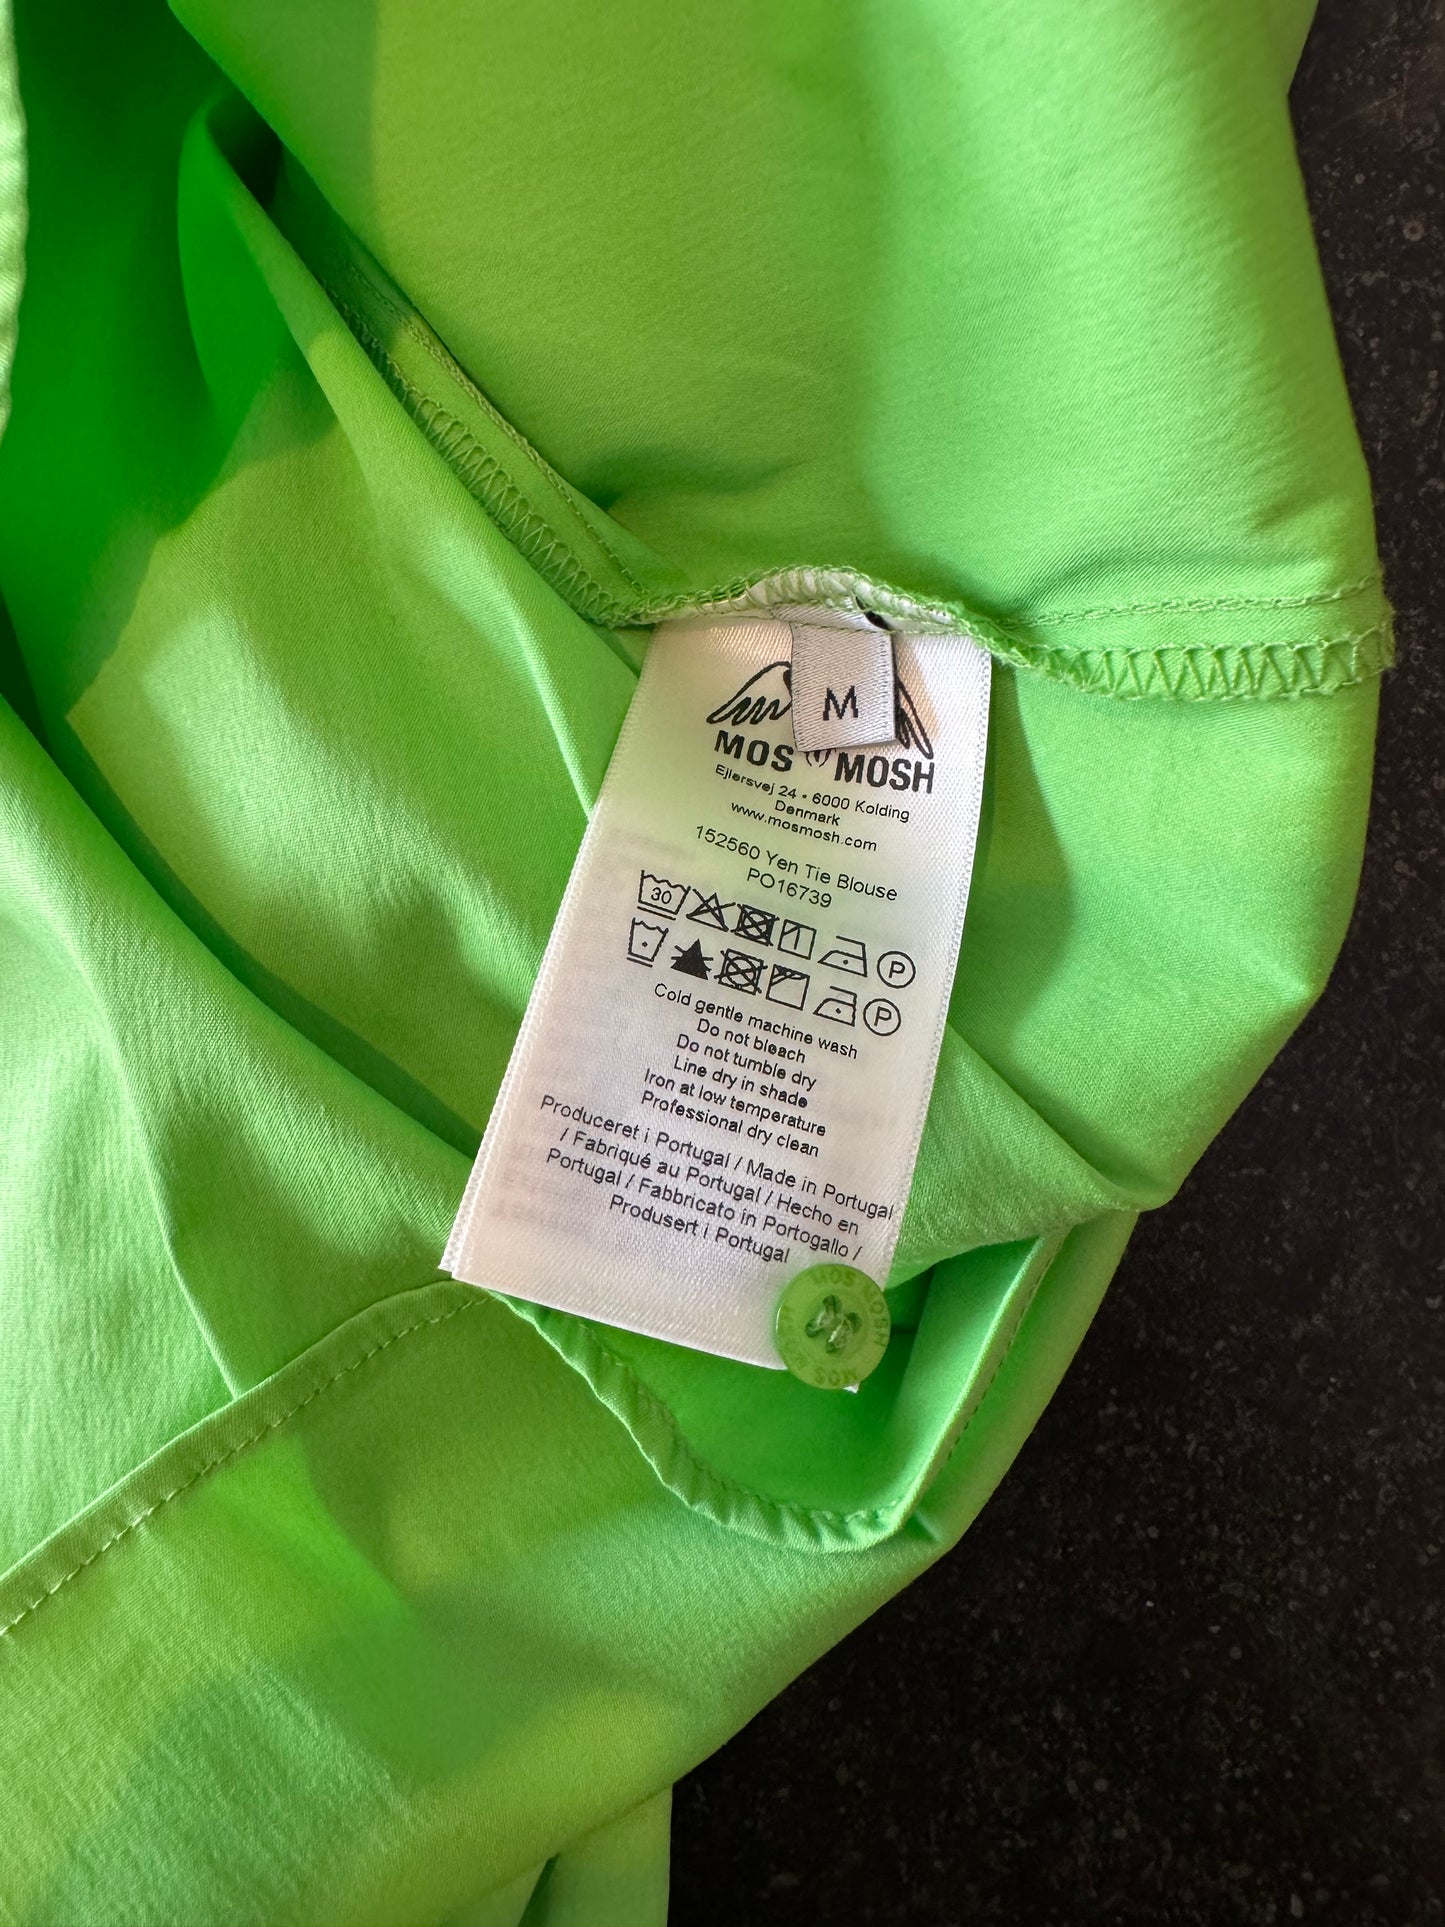 M
MOS MOSH
Ejlersvej 24 • 6000 Kolding
Denmark
www.mosmosh.com
152560 Yen Tie Blouse
PO16739
30
P
P
Cold gentle machine wash
Do not bleach
Do not tumble dry
Line dry in shade
Iron at low temperature
Professional dry clean
Produceret i Portugal / Made in Portugal
/ Fabriqué au Portugal / Hecho en
Portugal / Fabbricato in Portogallo /
Produsert i Portugal
MOS MOSH
MOS MOSH